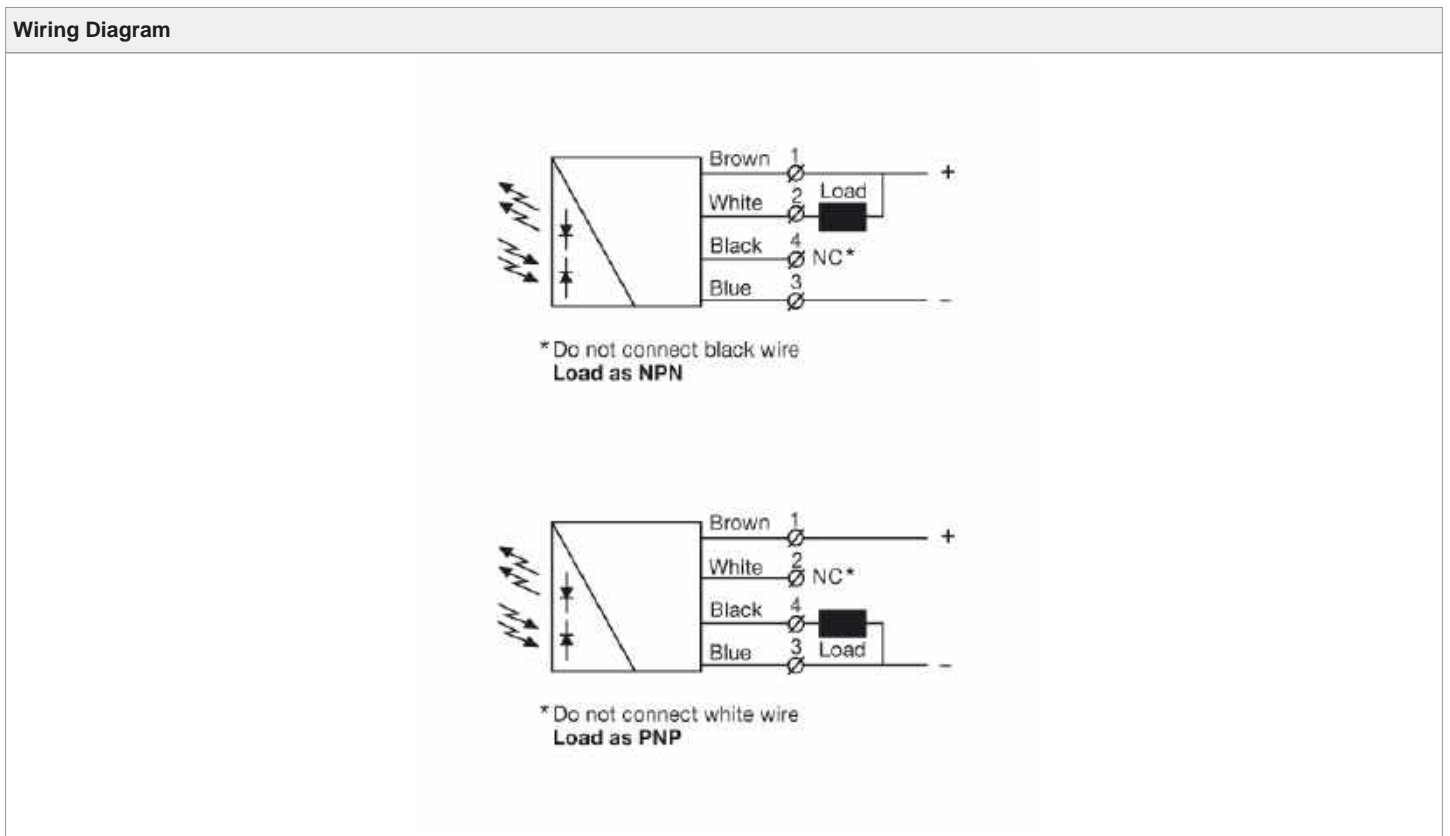 Wiring Diagram
Brown 1
+
White 2 Load
Black 4 NC*
Blue 3
-
* Do not connect black wire
Load as NPN
Brown 1
+
White 2 NC*
Black 4
Blue 3 Load
-
* Do not connect white wire
Load as PNP